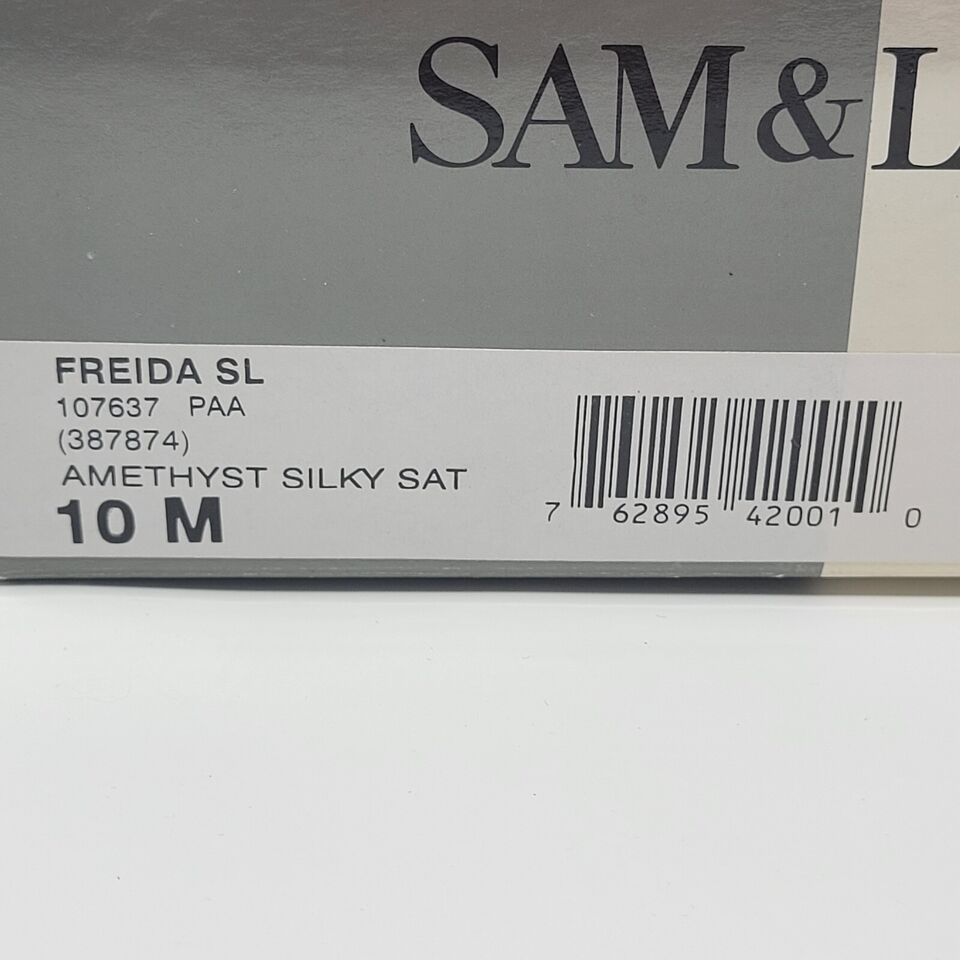 SAM & L
FREIDA SL
107637 PAA
(387874)
AMETHYST SILKY SAT
10 M
7 62895 42001 0